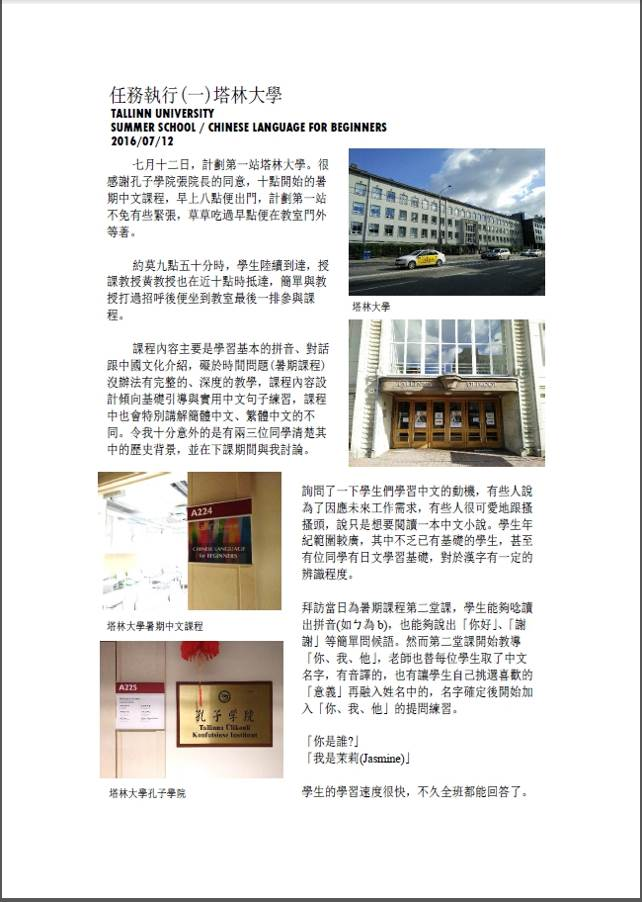 任務執行(一)塔林大學
TALLINN UNIVERSITY
SUMMER SCHOOL / CHINESE LANGUAGE FOR BEGINNERS
2016/07/12
七月十二日，計劃第一站塔林大學。很
感謝孔子學院張院長的同意，十點開始的暑
期中文課程，早上八點便出門，計劃第一站
不免有些緊張，草草吃過早點便在教室門外
等著。
約莫九點五十分時，學生陸續到達，授
課教授黃教授也在近十點時抵達，簡單與教
授打過招呼後便坐到教室最後一排參與課
程。
課程內容主要是學習基本的拼音、對話
跟中國文化介紹，礙於時間問題(暑期課程)
沒辦法有完整的、深度的教學，課程內容設
計傾向基礎引導與實用中文句子練習，課程
中也會特別講解簡體中文、繁體中文的不
同。令我十分意外的是有兩三位同學清楚其
中的歷史背景，並在下課期間與我討論。
塔林大學
A224
CHINESE LANGUAGE
for BEGINNERS
塔林大學暑期中文課程
A225
孔子學院
Tallinna Ülikooli
Konfutsiuse Instituut
塔林大學孔子學院
詢問了一下學生們學習中文的動機，有些人說
為了因應未來工作需求，有些人很可愛地跟搔
搔頭，說只是想要閱讀一本中文小說。學生年
紀範圍較廣，其中不乏已有基礎的學生，甚至
有位同學有日文學習基礎，對於漢字有一定的
辨識程度。
拜訪當日為暑期課程第二堂課，學生能夠唸讀
出拼音(如ㄅ為 b)，也能夠說出「你好」、「謝
謝」等簡單問候語。然而第二堂課開始教導
「你、我、他」，老師也替每位學生取了中文
名字，有音譯的，也有讓學生自己挑選喜歡的
「意義」再融入姓名中的，名字確定後開始加
入「你、我、他」的提問練習。
「你是誰?」
「我是茉莉(Jasmine)」
學生的學習速度很快，不久全班都能回答了。